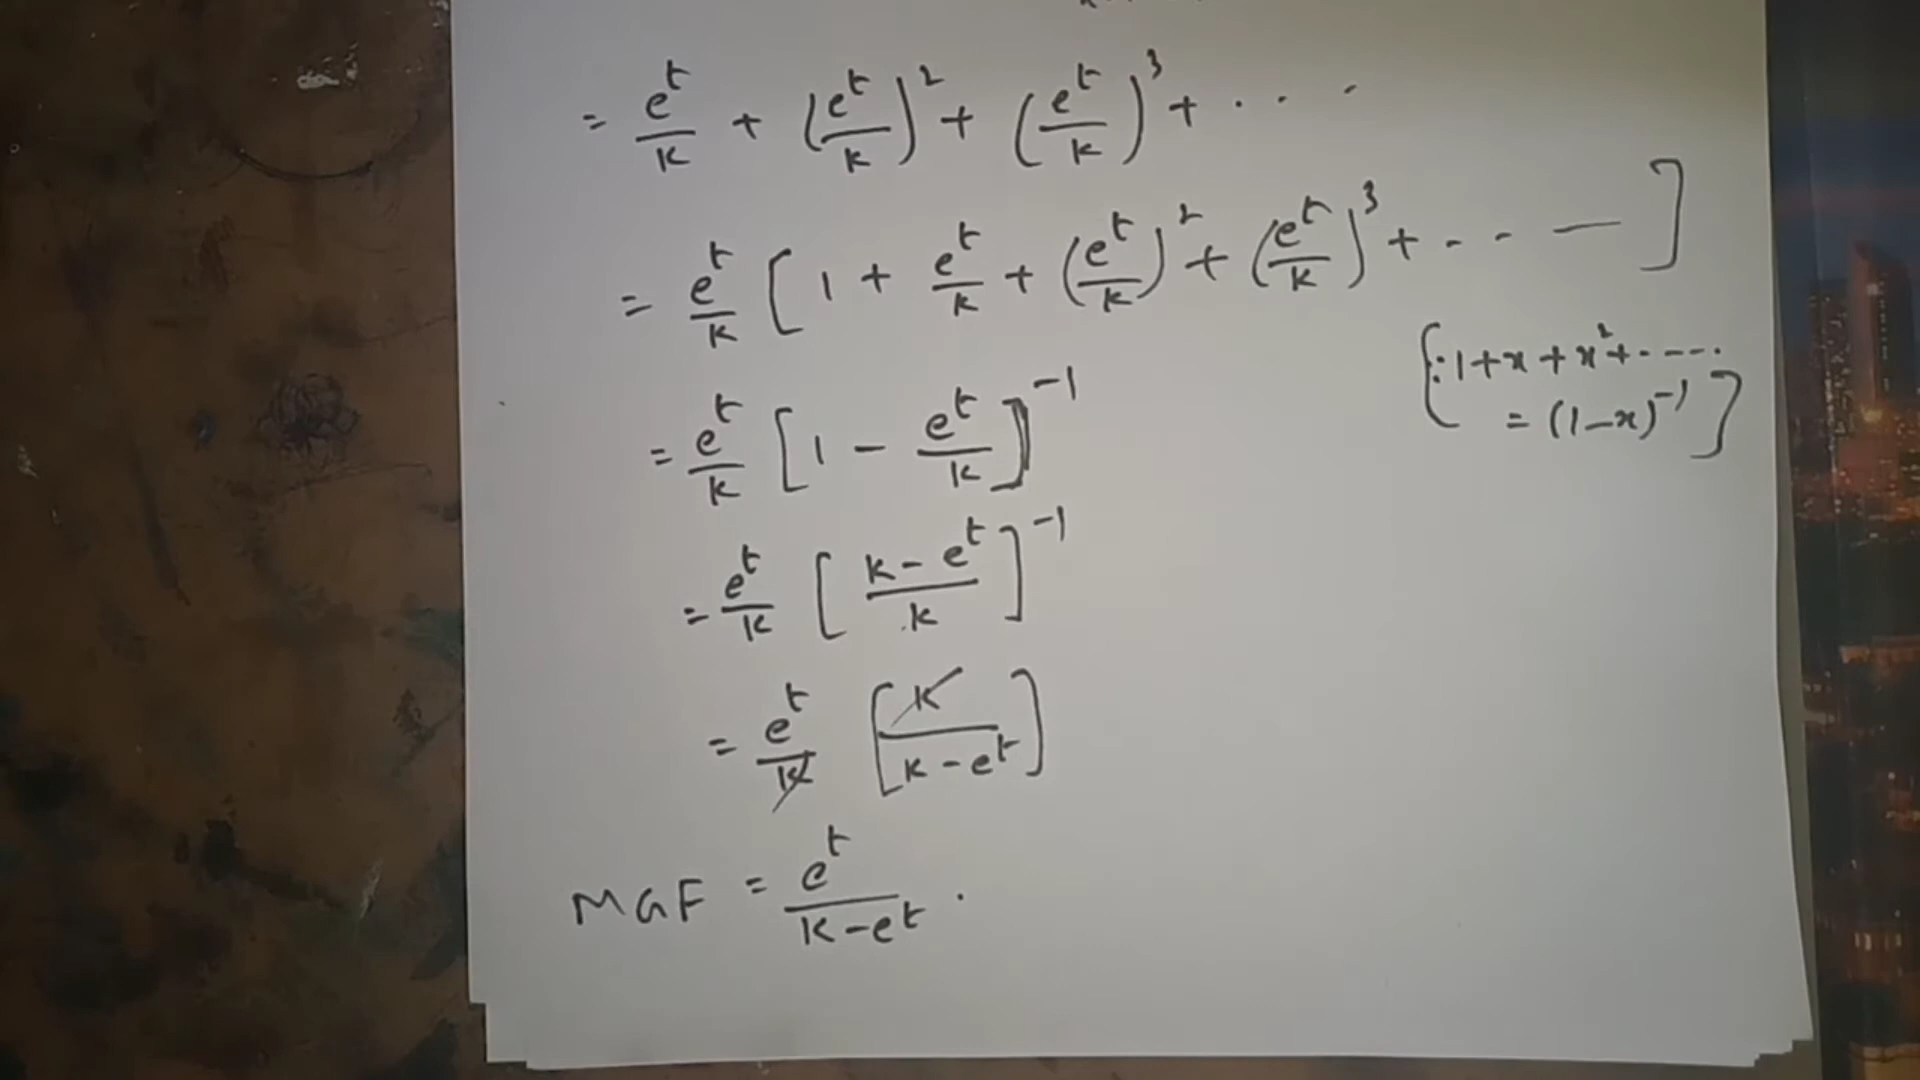 = e^t/k + (e^t/k)^2 + (e^t/k)^3 + . . .
= e^t/k [ 1 + e^t/k + (e^t/k)^2 + (e^t/k)^3 + - - — ]
{∵ 1+x+x^2+-----
= (1-x)^-1 ]
= e^t/k [ 1 - e^t/k ]^-1
= e^t/k [ k-e^t / k ]^-1
= e^t/k [ k / k-e^t ]
MGF = e^t / k-e^t .